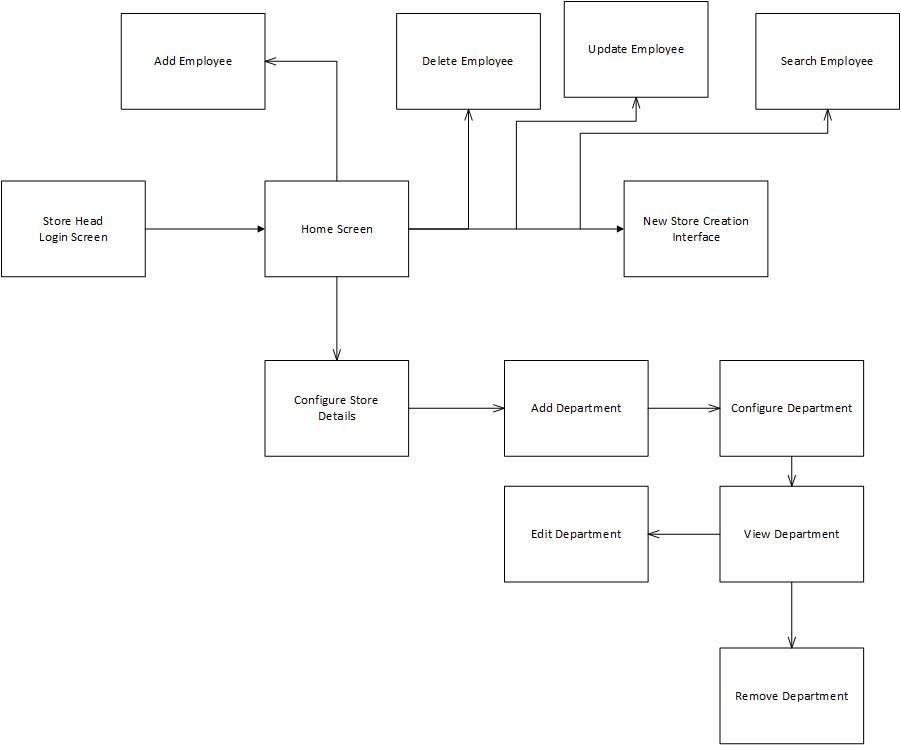 Add Employee
Delete Employee
Update Employee
Search Employee
Store Head
Login Screen
Home Screen
New Store Creation
Interface
Configure Store
Details
Add Department
Configure Department
Edit Department
View Department
Remove Department